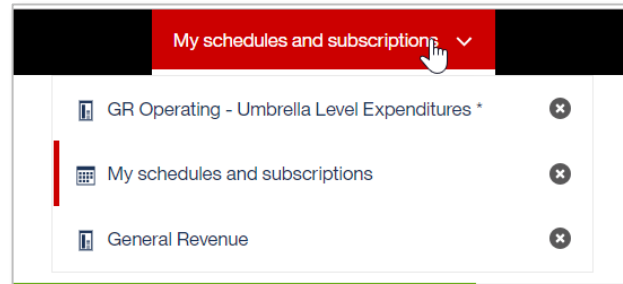 My schedules and subscriptions
GR Operating - Umbrella Level Expenditures *
My schedules and subscriptions
General Revenue